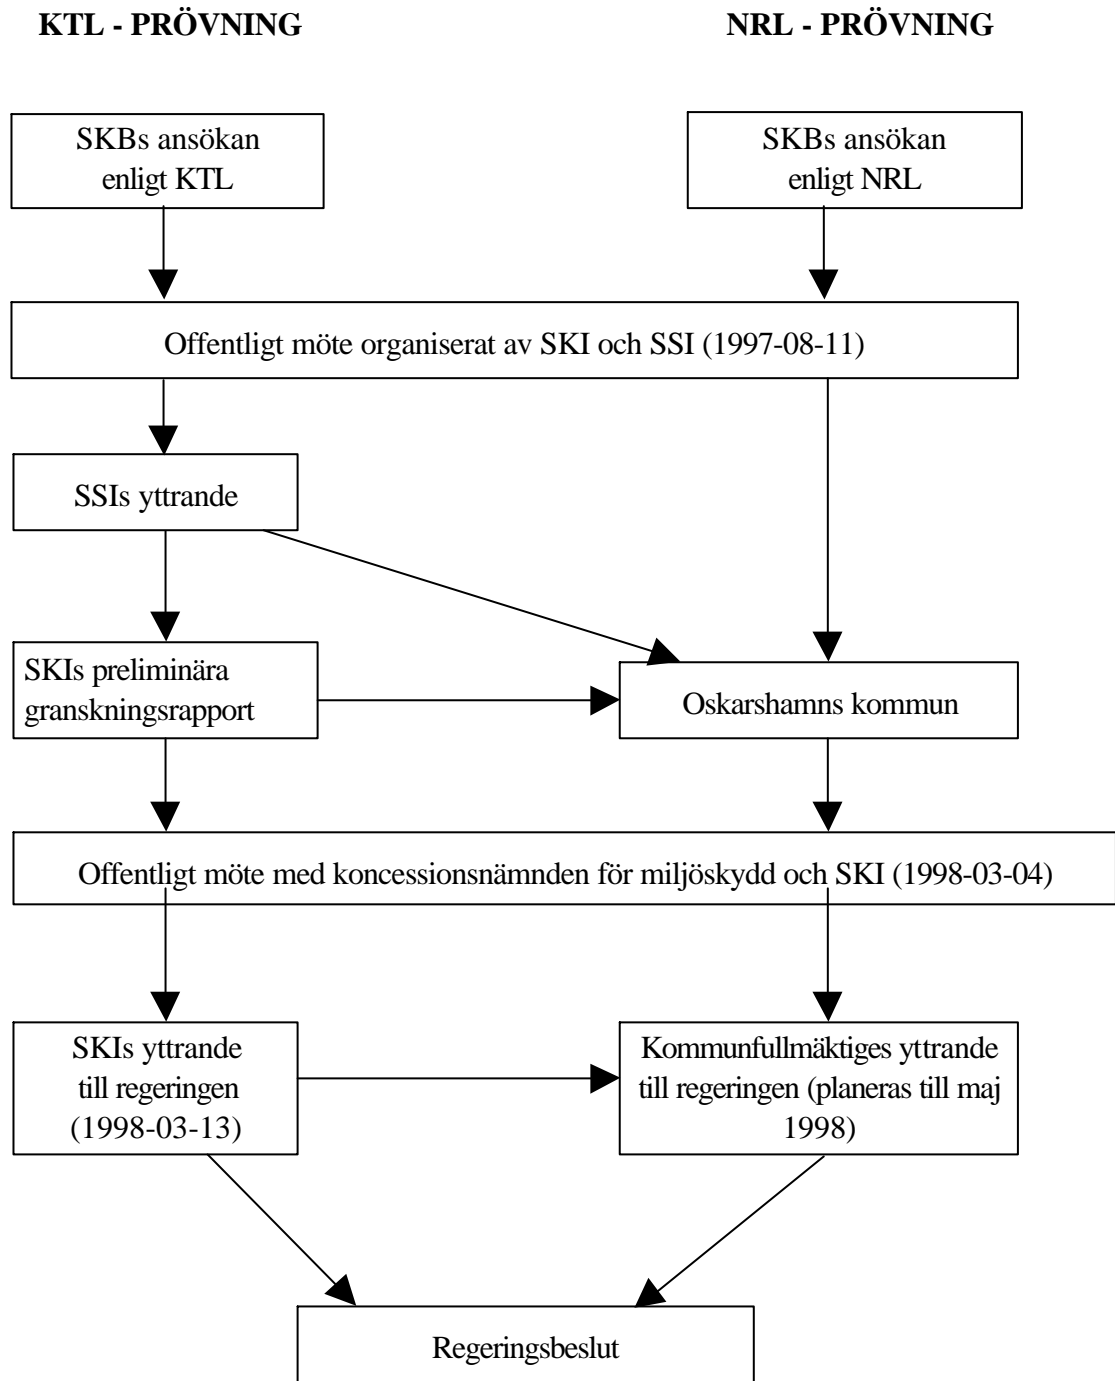 KTL - PRÖVNING
NRL - PRÖVNING
SKBs ansökan
enligt KTL
SKBs ansökan
enligt NRL
Offentligt möte organiserat av SKI och SSI (1997-08-11)
SSIs yttrande
SKIs preliminära
granskningsrapport
Oskarshamns kommun
Offentligt möte med koncessionsnämnden för miljöskydd och SKI (1998-03-04)
SKIs yttrande
till regeringen
(1998-03-13)
Kommunfullmäktiges yttrande
till regeringen (planeras till maj
1998)
Regeringsbeslut